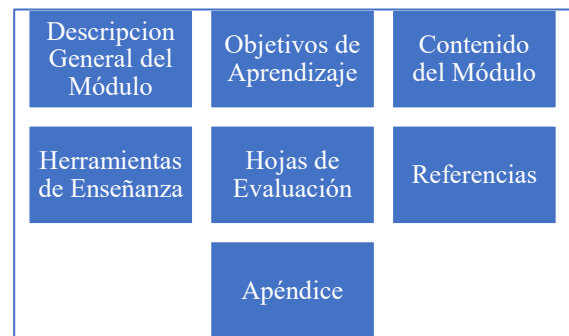 Descripcion
General del
Módulo
Objetivos de
Aprendizaje
Contenido
del Módulo
Herramientas
de Enseñanza
Hojas de
Evaluación
Referencias
Apéndice